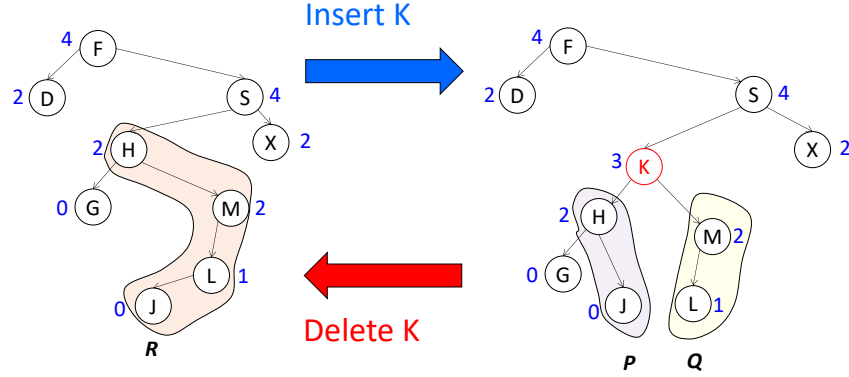 Insert K
4 F
2 D
S 4
2 H
X 2
0 G
M 2
L 1
0 J
R
Delete K
4 F
2 D
S 4
X 2
3 K
2 H
M 2
0 G
0 J
L 1
P Q